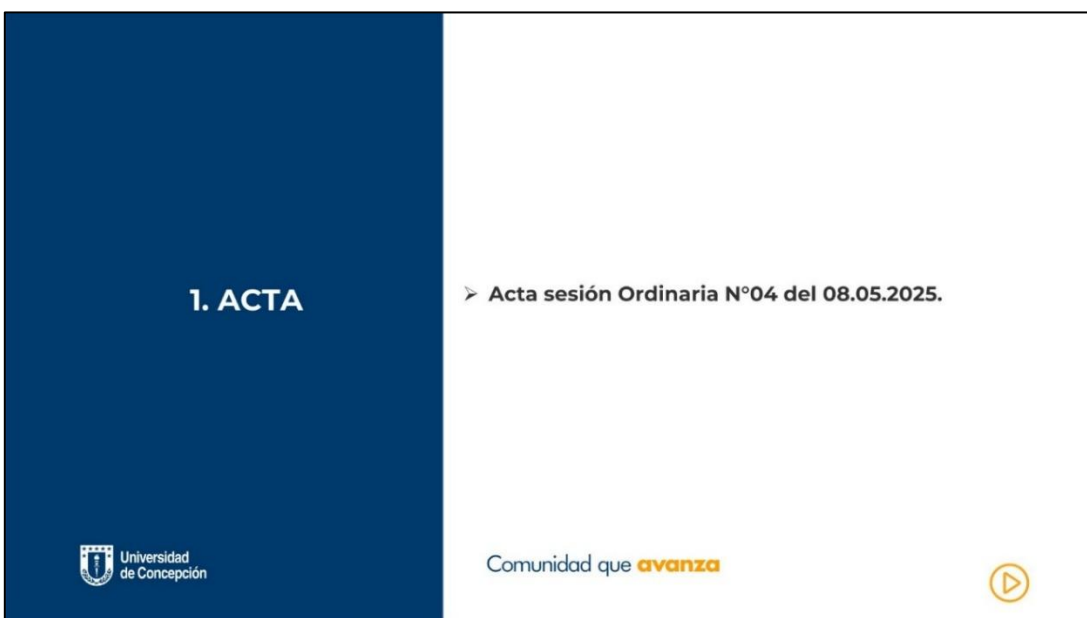 1. ACTA
➢ Acta sesión Ordinaria N°04 del 08.05.2025.
Universidad
de Concepción
Comunidad que avanza